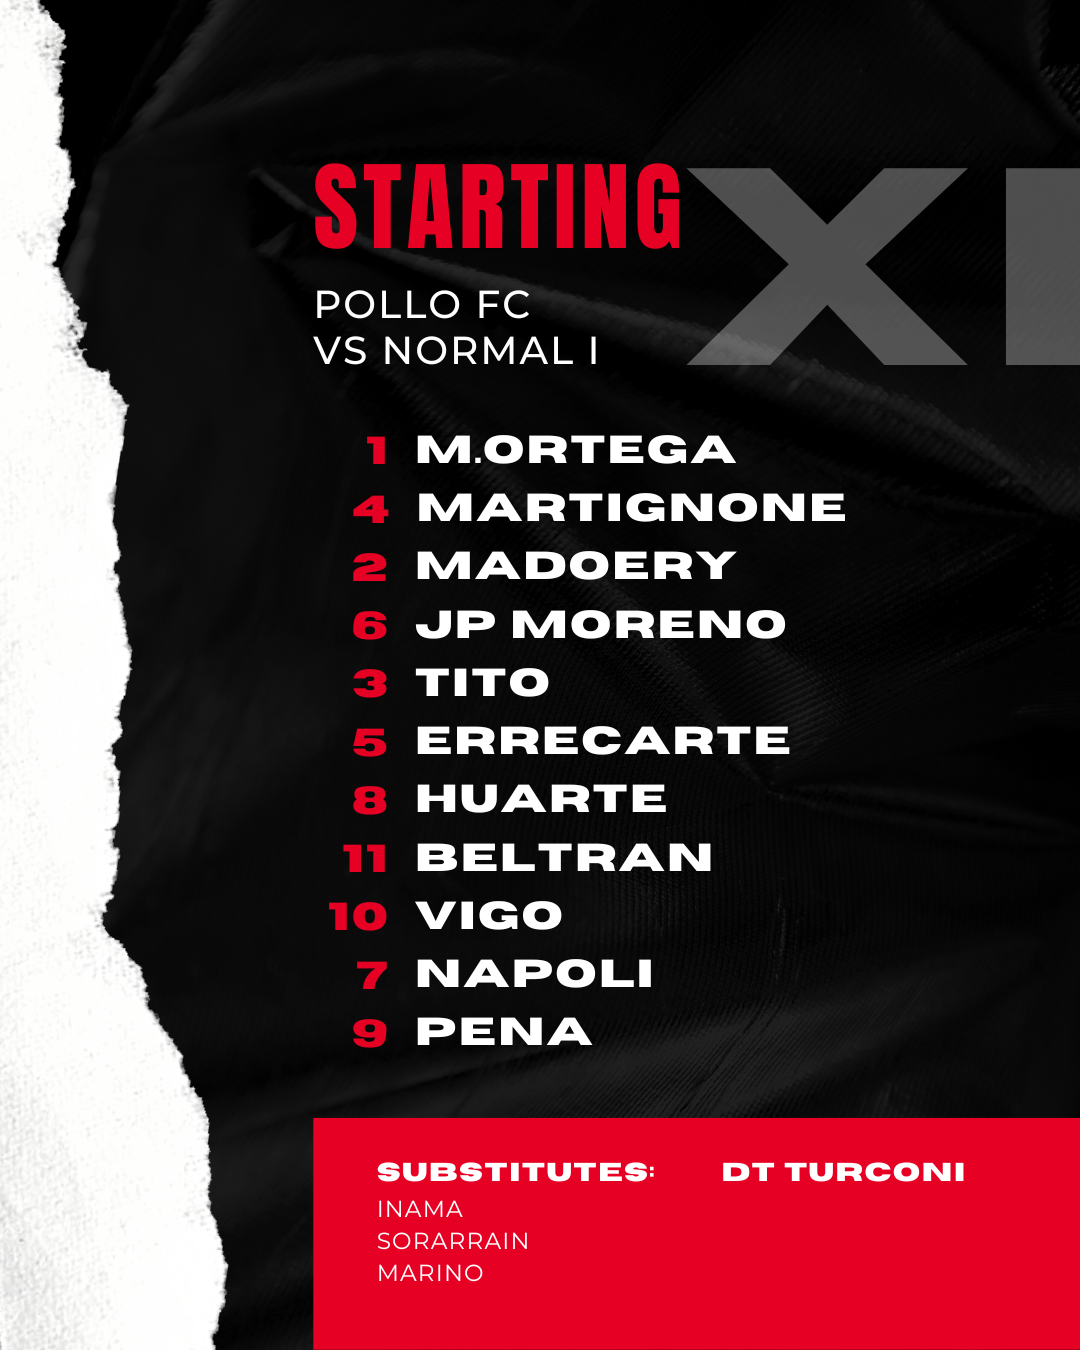 STARTING XI
POLLO FC
VS NORMAL I
1 M.ORTEGA
4 MARTIGNONE
2 MADOERY
6 JP MORENO
3 TITO
5 ERRECARTE
8 HUARTE
11 BELTRAN
10 VIGO
7 NAPOLI
9 PENA
SUBSTITUTES: DT TURCONI
INAMA
SORARRAIN
MARINO